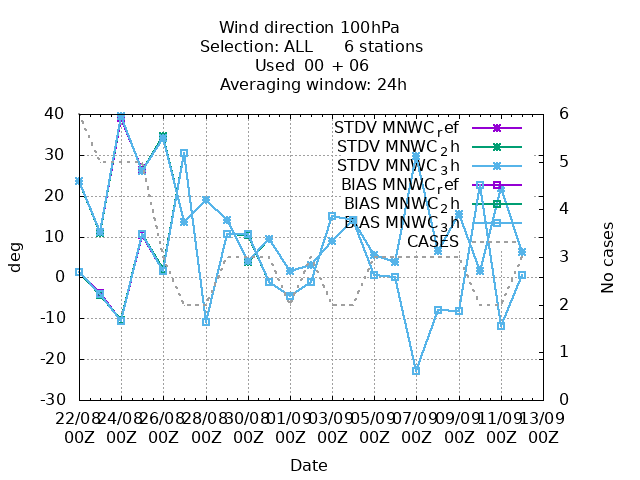 Wind direction 100hPa
Selection: ALL 6 stations
Used 00 + 06
Averaging window: 24h
40
30
20
10
0
-10
-20
-30
deg
6
5
4
3
2
1
0
No cases
STDV MNWC_ref
STDV MNWC_2h
STDV MNWC_3h
BIAS MNWC_ref
BIAS MNWC_2h
BIAS MNWC_3h
CASES
22/08 24/08 26/08 28/08 30/08 01/09 03/09 05/09 07/09 09/09 11/09 13/09
00Z 00Z 00Z 00Z 00Z 00Z 00Z 00Z 00Z 00Z 00Z 00Z
Date